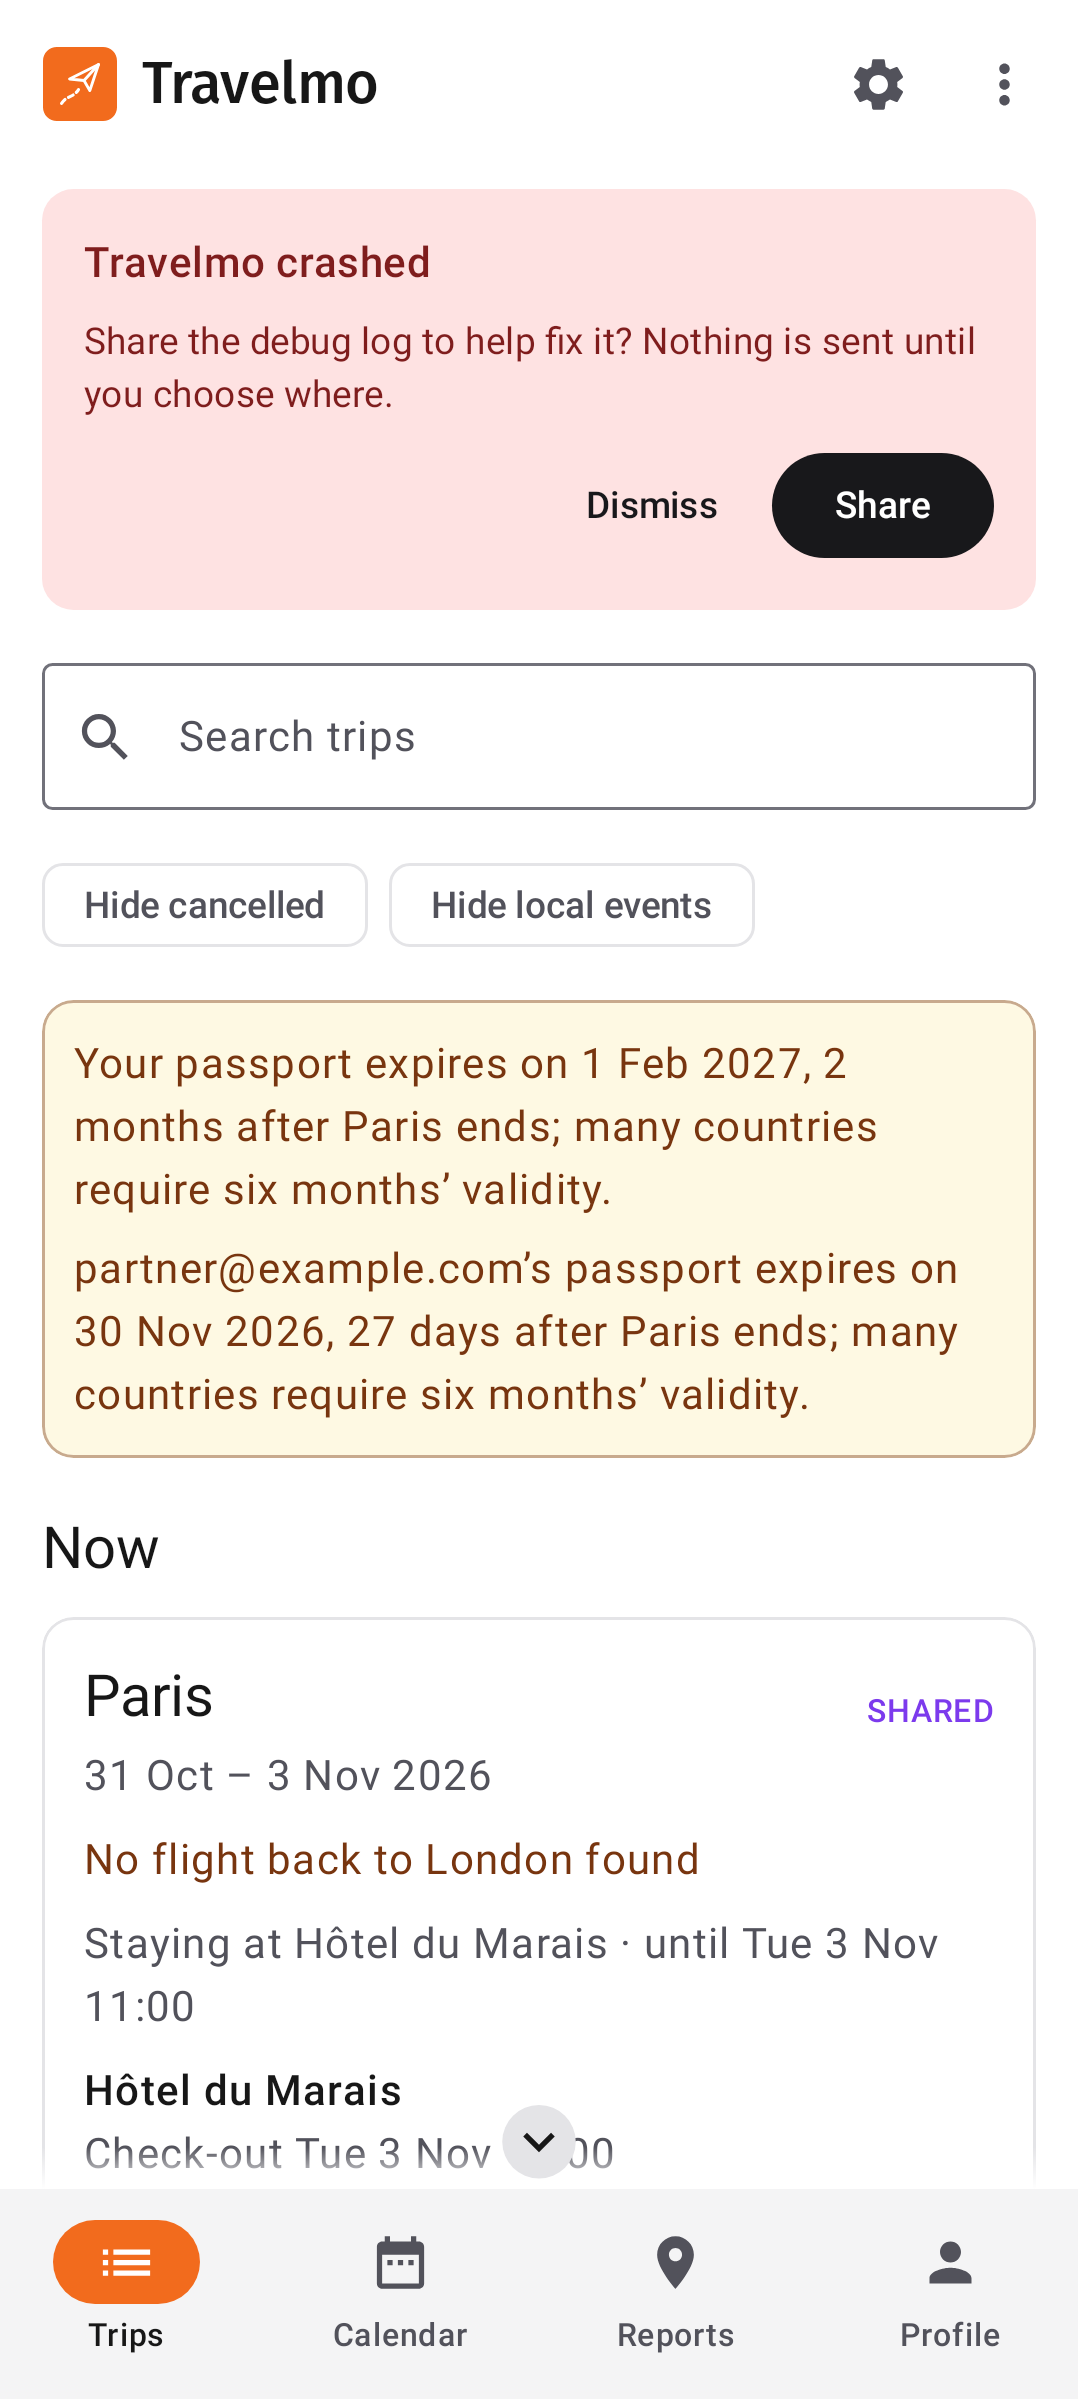 Travelmo
Travelmo crashed
Share the debug log to help fix it? Nothing is sent until
you choose where.
Dismiss
Share
Search trips
Hide cancelled
Hide local events
Your passport expires on 1 Feb 2027, 2
months after Paris ends; many countries
require six months’ validity.
partner@example.com’s passport expires on
30 Nov 2026, 27 days after Paris ends; many
countries require six months’ validity.
Now
Paris
SHARED
31 Oct – 3 Nov 2026
No flight back to London found
Staying at Hôtel du Marais · until Tue 3 Nov
11:00
Hôtel du Marais
Check-out Tue 3 Nov
Trips
Calendar
Reports
Profile